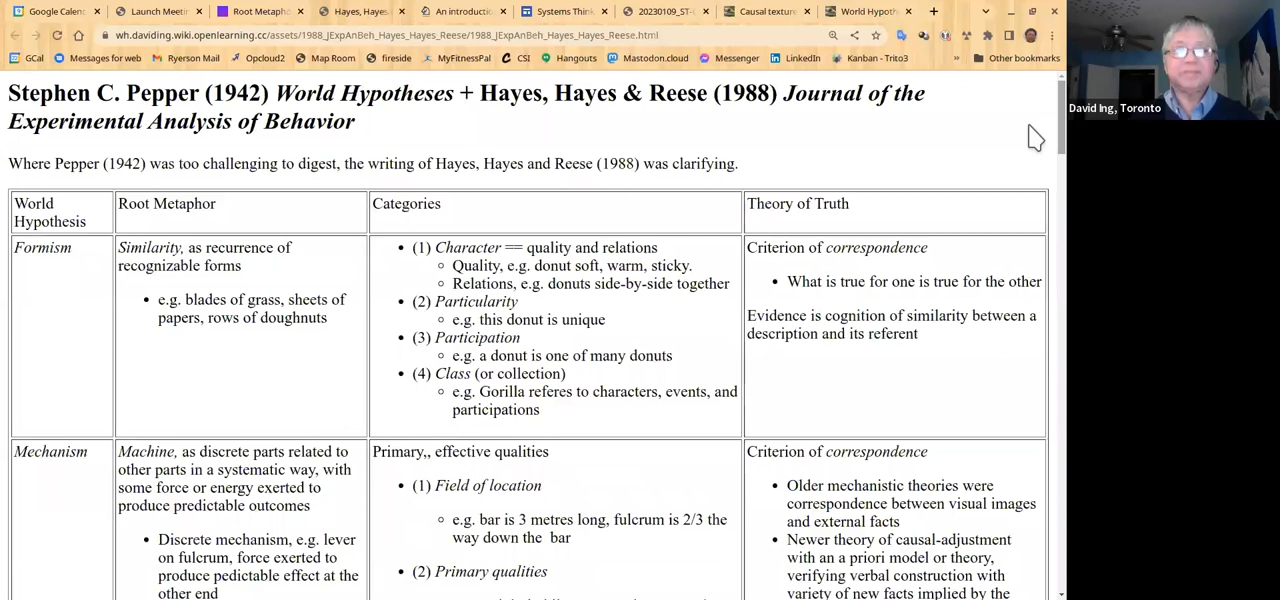 Google Calenc
Launch Meetin
Root Metapho
Hayes, Hayes
An introducti
Systems Think
20230109_ST-O
Causal texture
World Hypoth
wh.daviding.wiki.openlearning.cc/assets/1988_JExpAnBeh_Hayes_Hayes_Reese/1988_JExpAnBeh_Hayes_Hayes_Reese.html
GCal
Messages for web
Ryerson Mail
Opcloud2
Map Room
fireside
MyFitnessPal
CSI
Hangouts
Mastodon.cloud
Messenger
LinkedIn
Kanban - Trito3
»
Other bookmarks
David Ing, Toronto
Stephen C. Pepper (1942) World Hypotheses + Hayes, Hayes & Reese (1988) Journal of the
Experimental Analysis of Behavior
Where Pepper (1942) was too challenging to digest, the writing of Hayes, Hayes and Reese (1988) was clarifying.
World
Hypothesis
Root Metaphor
Categories
Theory of Truth
Formism
Similarity, as recurrence of
recognizable forms
e.g. blades of grass, sheets of
papers, rows of doughnuts
(1) Character == quality and relations
Quality, e.g. donut soft, warm, sticky.
Relations, e.g. donuts side-by-side together
(2) Particularity
e.g. this donut is unique
(3) Participation
e.g. a donut is one of many donuts
(4) Class (or collection)
e.g. Gorilla referes to characters, events, and
participations
Criterion of correspondence
What is true for one is true for the other
Evidence is cognition of similarity between a
description and its referent
Mechanism
Machine, as discrete parts related to
other parts in a systematic way, with
some force or energy exerted to
produce predictable outcomes
Discrete mechanism, e.g. lever
on fulcrum, force exerted to
produce pedictable effect at the
other end
Primary,, effective qualities
(1) Field of location
e.g. bar is 3 metres long, fulcrum is 2/3 the
way down the bar
(2) Primary qualities
Criterion of correspondence
Older mechanistic theories were
correspondence between visual images
and external facts
Newer theory of causal-adjustment
with an a priori model or theory,
verifying verbal construction with
variety of new facts implied by the